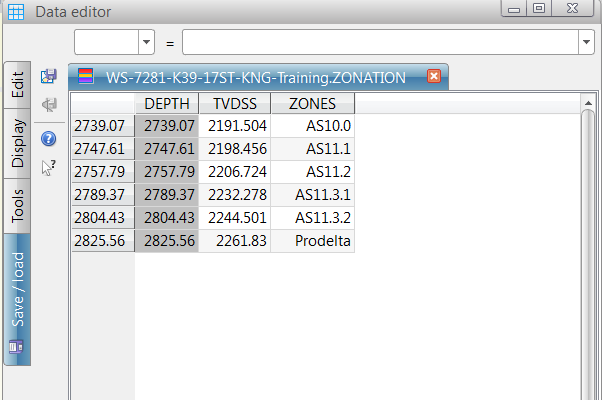 Data editor
=
WS-7281-K39-17ST-KNG-Training.ZONATION
DEPTH TVDSS ZONES
2739.07 2739.07 2191.504 AS10.0
2747.61 2747.61 2198.456 AS11.1
2757.79 2757.79 2206.724 AS11.2
2789.37 2789.37 2232.278 AS11.3.1
2804.43 2804.43 2244.501 AS11.3.2
2825.56 2825.56 2261.83 Prodelta
Edit
Display
Tools
Save / load